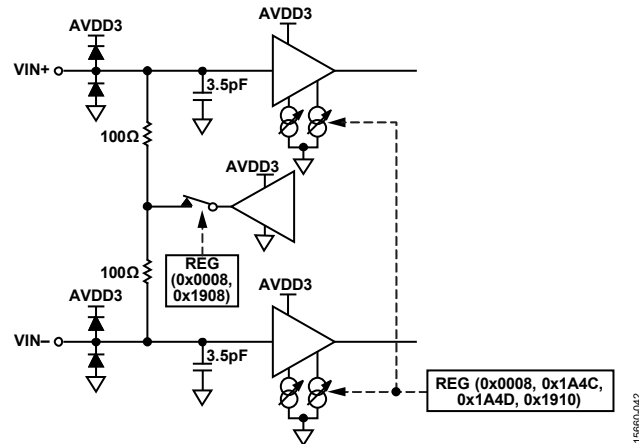 AVDD3
AVDD3
VIN+
3.5pF
100Ω
AVDD3
REG
(0x0008,
0x1908)
100Ω
AVDD3
AVDD3
VIN–
3.5pF
REG (0x0008, 0x1A4C,
0x1A4D, 0x1910)
15660-042